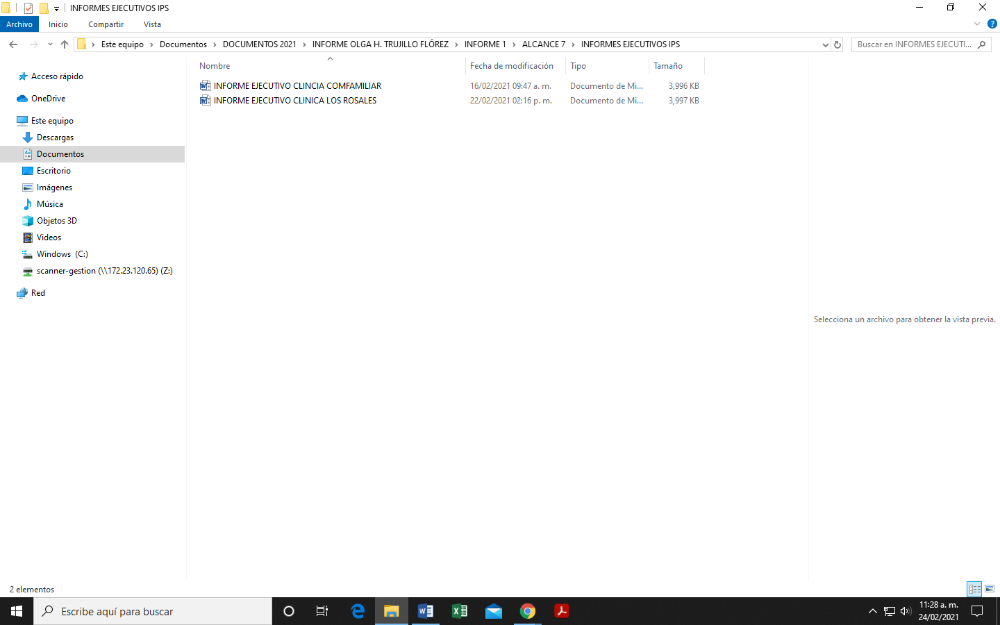 INFORMES EJECUTIVOS IPS
Archivo Inicio Compartir Vista
Este equipo Documentos DOCUMENTOS 2021 INFORME OLGA H. TRUJILLO FLÓREZ INFORME 1 ALCANCE 7 INFORMES EJECUTIVOS IPS Buscar en INFORMES EJECUTI...
Nombre Fecha de modificación Tipo Tamaño
INFORME EJECUTIVO CLINCIA COMFAMILIAR 16/02/2021 09:47 a. m. Documento de Mi... 3,996 KB
INFORME EJECUTIVO CLINICA LOS ROSALES 22/02/2021 02:16 p. m. Documento de Mi... 3,997 KB
Acceso rápido
OneDrive
Este equipo
Descargas
Documentos
Escritorio
Imágenes
Música
Objetos 3D
Videos
Windows (C:)
scanner-gestion (\\172.23.120.65) (Z:)
Red
Selecciona un archivo para obtener la vista previa.
2 elementos
Escribe aquí para buscar
11:28 a. m.
24/02/2021